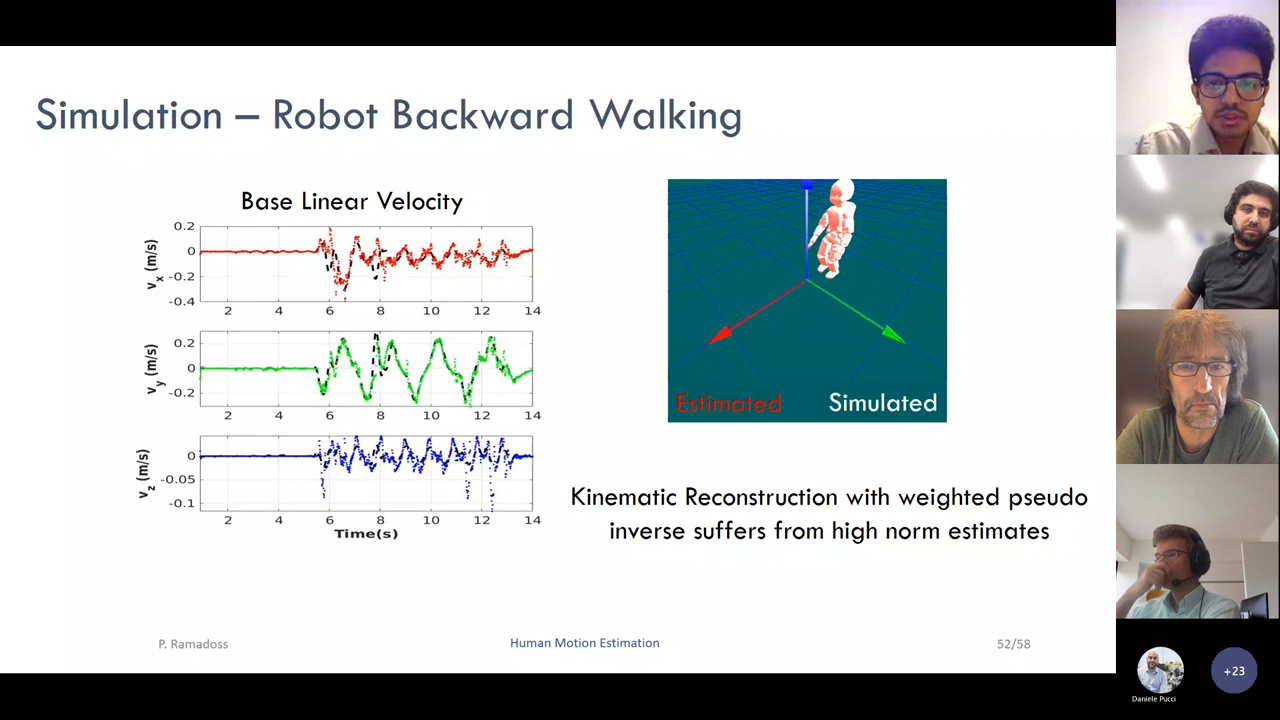 Simulation – Robot Backward Walking
Base Linear Velocity
0.2
0
-0.2
-0.4
v_x (m/s)
2 4 6 8 10 12 14
0.2
0
-0.2
v_y (m/s)
2 4 6 8 10 12 14
0
-0.05
-0.1
v_z (m/s)
2 4 6 8 10 12 14
Time(s)
Estimated
Simulated
Kinematic Reconstruction with weighted pseudo
inverse suffers from high norm estimates
P. Ramadoss
Human Motion Estimation
52/58
Daniele Pucci
+23